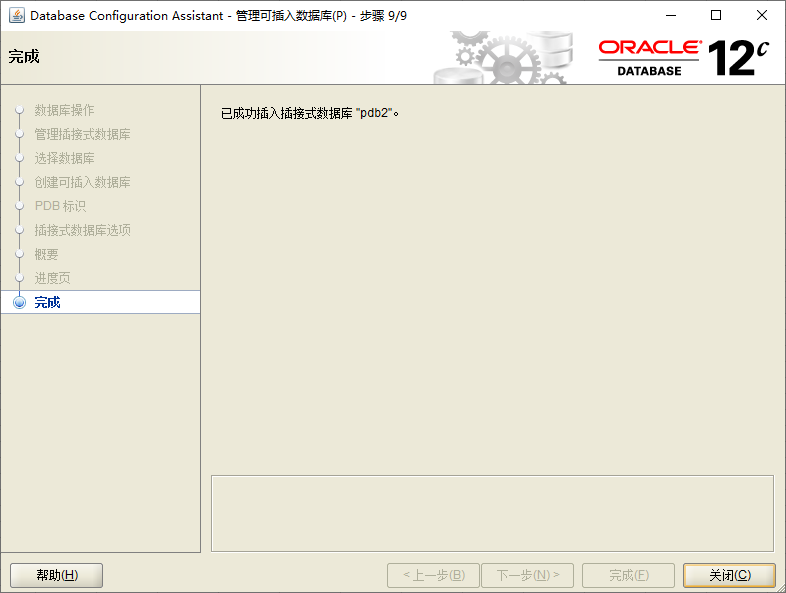 Database Configuration Assistant - 管理可插入数据库(P) - 步骤 9/9
完成
ORACLE®
DATABASE
12c
数据库操作
管理插接式数据库
选择数据库
创建可插入数据库
PDB 标识
插接式数据库选项
概要
进度页
完成
已成功插入插接式数据库 "pdb2"。
帮助(H)
< 上一步(B)
下一步(N) >
完成(F)
关闭(C)